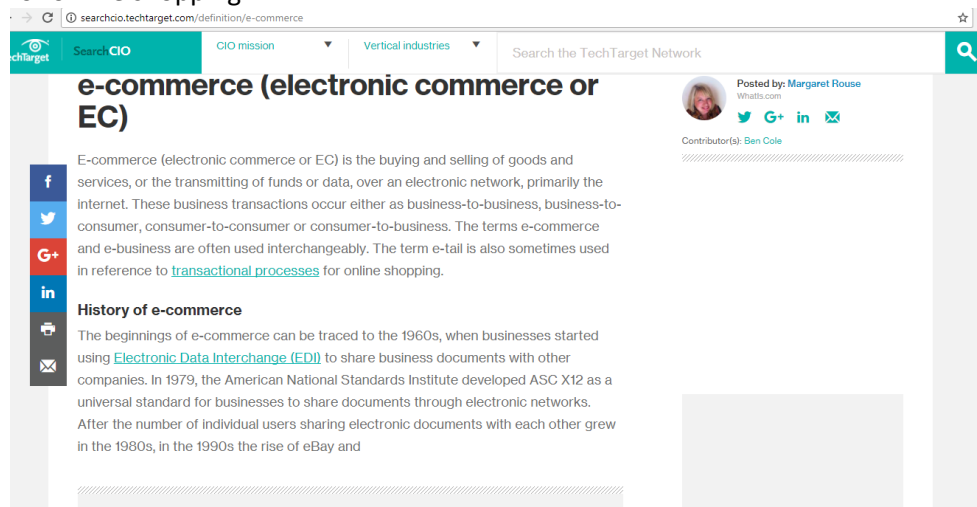 searchcio.techtarget.com/definition/e-commerce
echTarget
SearchCIO
CIO mission
Vertical industries
Search the TechTarget Network
e-commerce (electronic commerce or
EC)
E-commerce (electronic commerce or EC) is the buying and selling of goods and
services, or the transmitting of funds or data, over an electronic network, primarily the
internet. These business transactions occur either as business-to-business, business-to-
consumer, consumer-to-consumer or consumer-to-business. The terms e-commerce
and e-business are often used interchangeably. The term e-tail is also sometimes used
in reference to transactional processes for online shopping.
History of e-commerce
The beginnings of e-commerce can be traced to the 1960s, when businesses started
using Electronic Data Interchange (EDI) to share business documents with other
companies. In 1979, the American National Standards Institute developed ASC X12 as a
universal standard for businesses to share documents through electronic networks.
After the number of individual users sharing electronic documents with each other grew
in the 1980s, in the 1990s the rise of eBay and
f
G+
in
Posted by: Margaret Rouse
WhatIs.com
G+ in
Contributor(s): Ben Cole